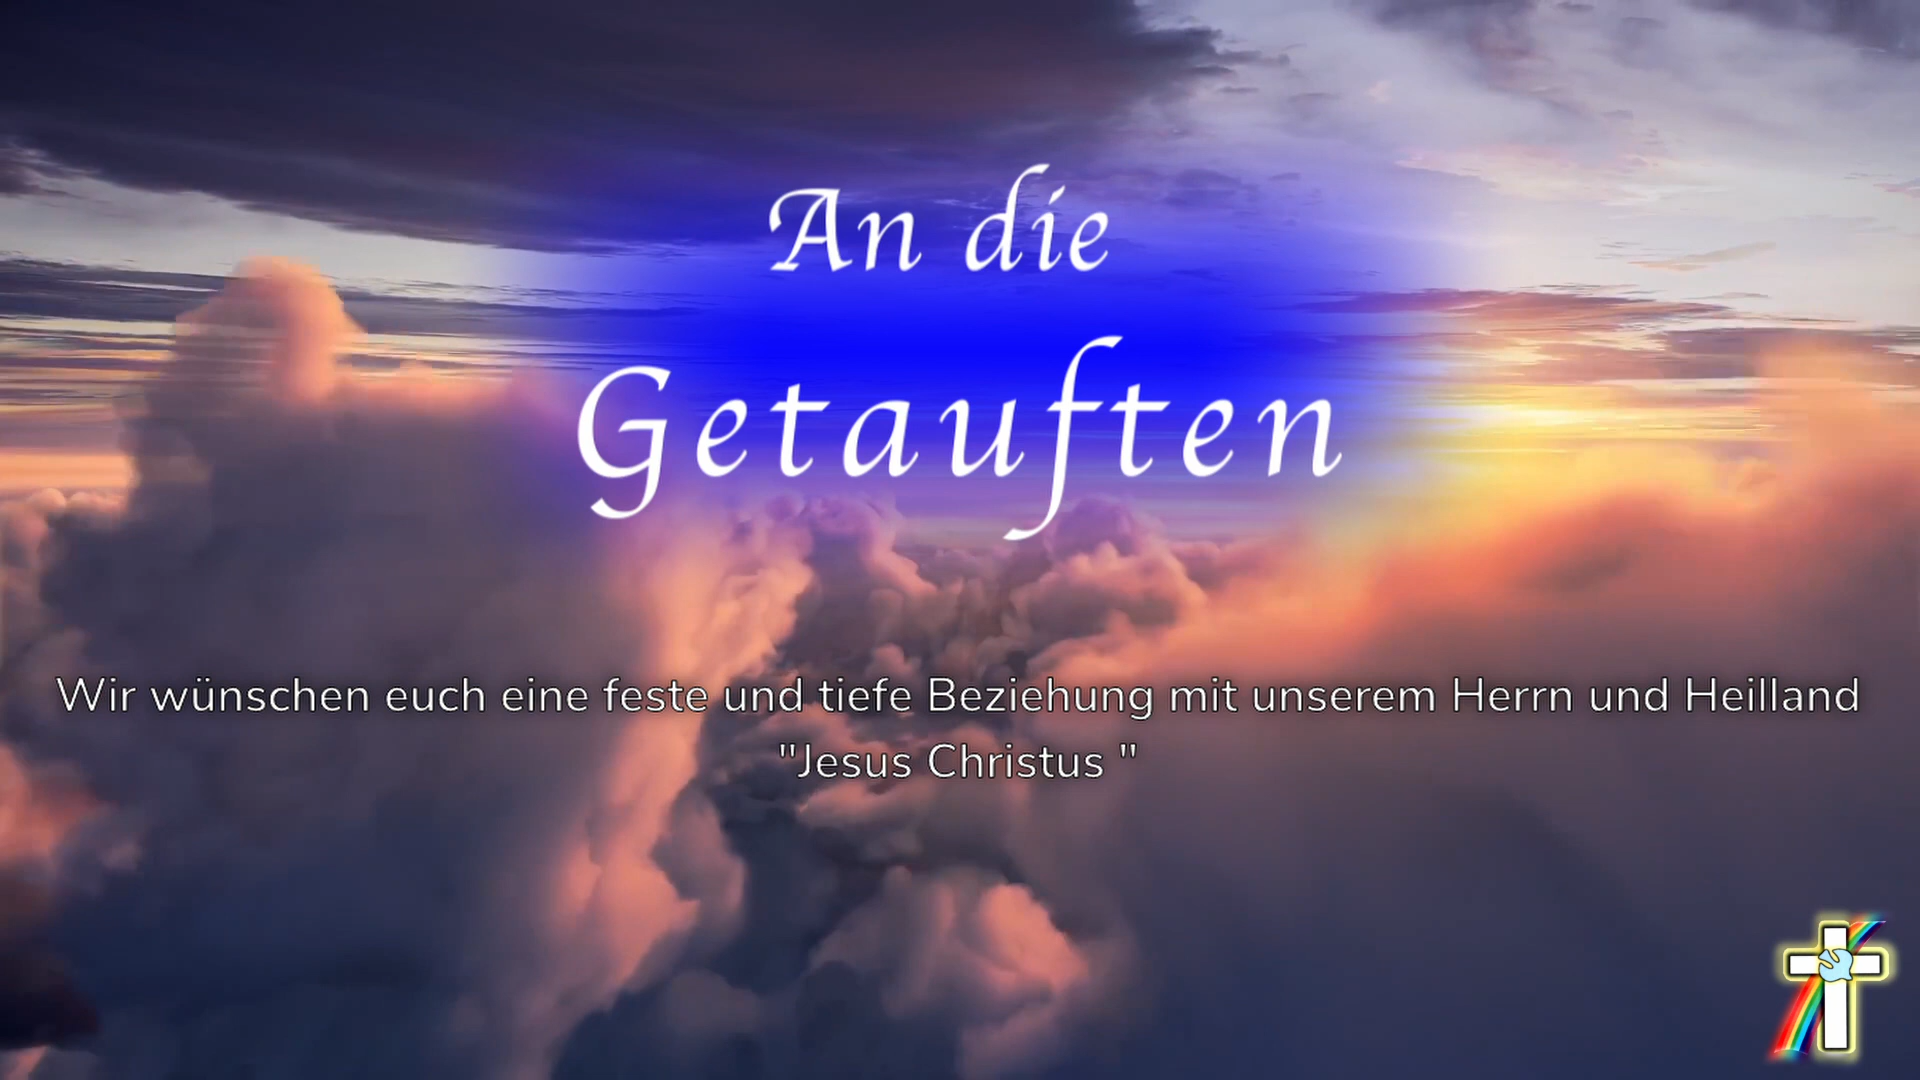 An die
Getauften
Wir wünschen euch eine feste und tiefe Beziehung mit unserem Herrn und Heilland
"Jesus Christus "